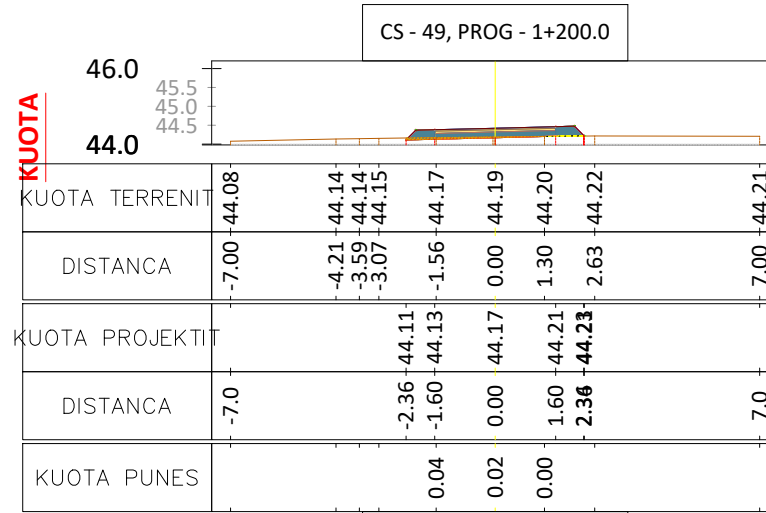 CS - 49, PROG - 1+200.0
KUOTA
46.0
45.5
45.0
44.5
44.0
KUOTA TERRENIT 44.08 44.14 44.14 44.15 44.17 44.19 44.20 44.22 44.21
DISTANCA -7.00 -4.21 -3.59 -3.07 -1.56 0.00 1.30 2.63 7.00
KUOTA PROJEKTIT 44.11 44.13 44.17 44.21 44.23
DISTANCA -7.0 -2.36 -1.60 0.00 1.60 2.36 7.0
KUOTA PUNES 0.04 0.02 0.00